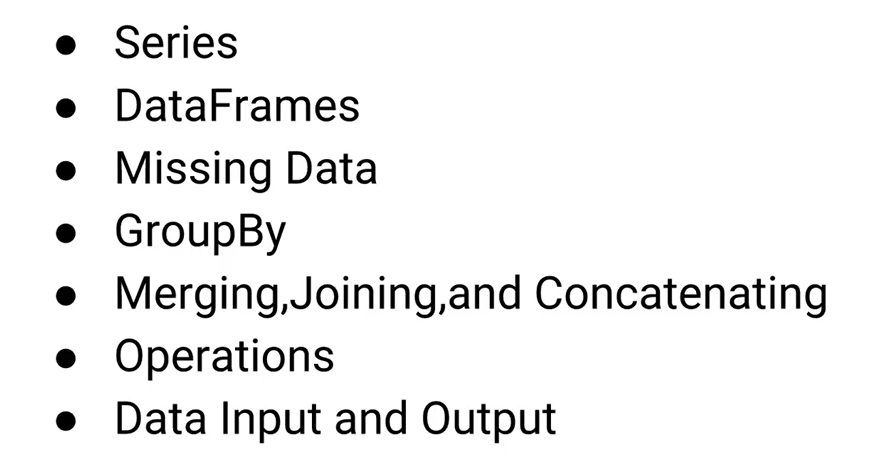 ● Series
● DataFrames
● Missing Data
● GroupBy
● Merging,Joining,and Concatenating
● Operations
● Data Input and Output